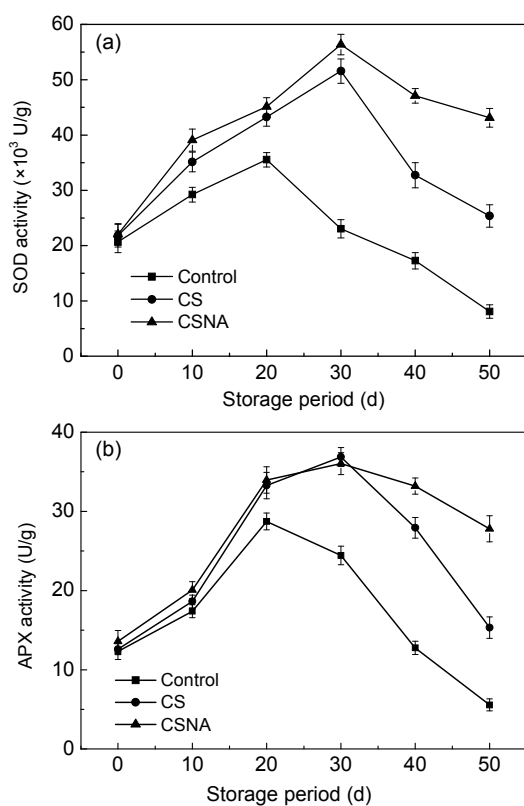 (a)
60
50
40
30
20
10
0
SOD activity (×10³ U/g)
Control
CS
CSNA
0 10 20 30 40 50
Storage period (d)
(b)
40
30
20
10
0
APX activity (U/g)
Control
CS
CSNA
0 10 20 30 40 50
Storage period (d)